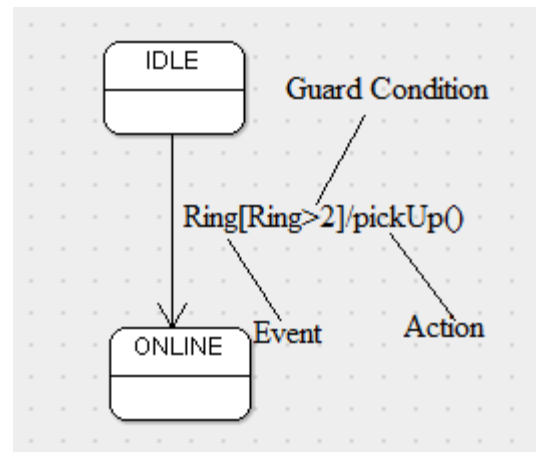 IDLE
Guard Condition
Ring[Ring>2]/pickUp()
Event
Action
ONLINE